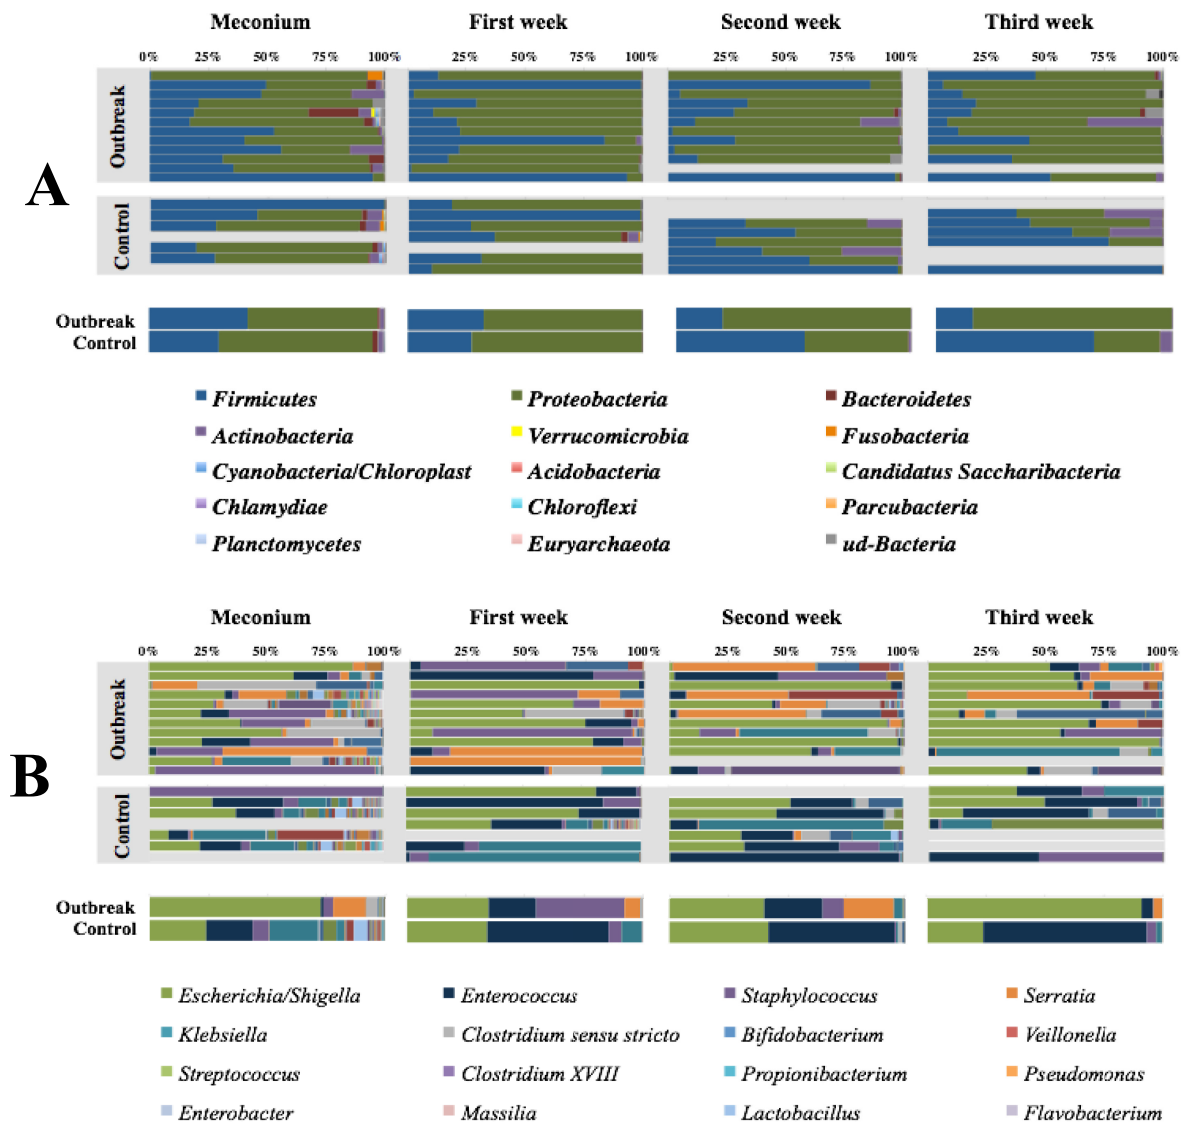 Meconium First week Second week Third week
0% 25% 50% 75% 100% 25% 50% 75% 100% 25% 50% 75% 100% 25% 50% 75% 100%
A
Outbreak
Control
Outbreak
Control
Firmicutes Proteobacteria Bacteroidetes
Actinobacteria Verrucomicrobia Fusobacteria
Cyanobacteria/Chloroplast Acidobacteria Candidatus Saccharibacteria
Chlamydiae Chloroflexi Parcubacteria
Planctomycetes Euryarchaeota ud-Bacteria
Meconium First week Second week Third week
0% 25% 50% 75% 100% 25% 50% 75% 100% 25% 50% 75% 100% 25% 50% 75% 100%
B
Outbreak
Control
Outbreak
Control
Escherichia/Shigella Enterococcus Staphylococcus Serratia
Klebsiella Clostridium sensu stricto Bifidobacterium Veillonella
Streptococcus Clostridium XVIII Propionibacterium Pseudomonas
Enterobacter Massilia Lactobacillus Flavobacterium